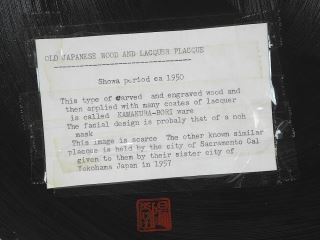 OLD JAPANESE WOOD AND LACQUER PLASQUE
Showa period ca 1950
This type of carved and engraved wood and
then applied with many coates of lacquer
is called KAMAKURA-BORI ware
The facial design is probaly that of a noh
mask
This image is scarce The other known similar
plasque is held by the city of Sacramento Cal
given to them by their sister city of
Yokohama Japan in 1957